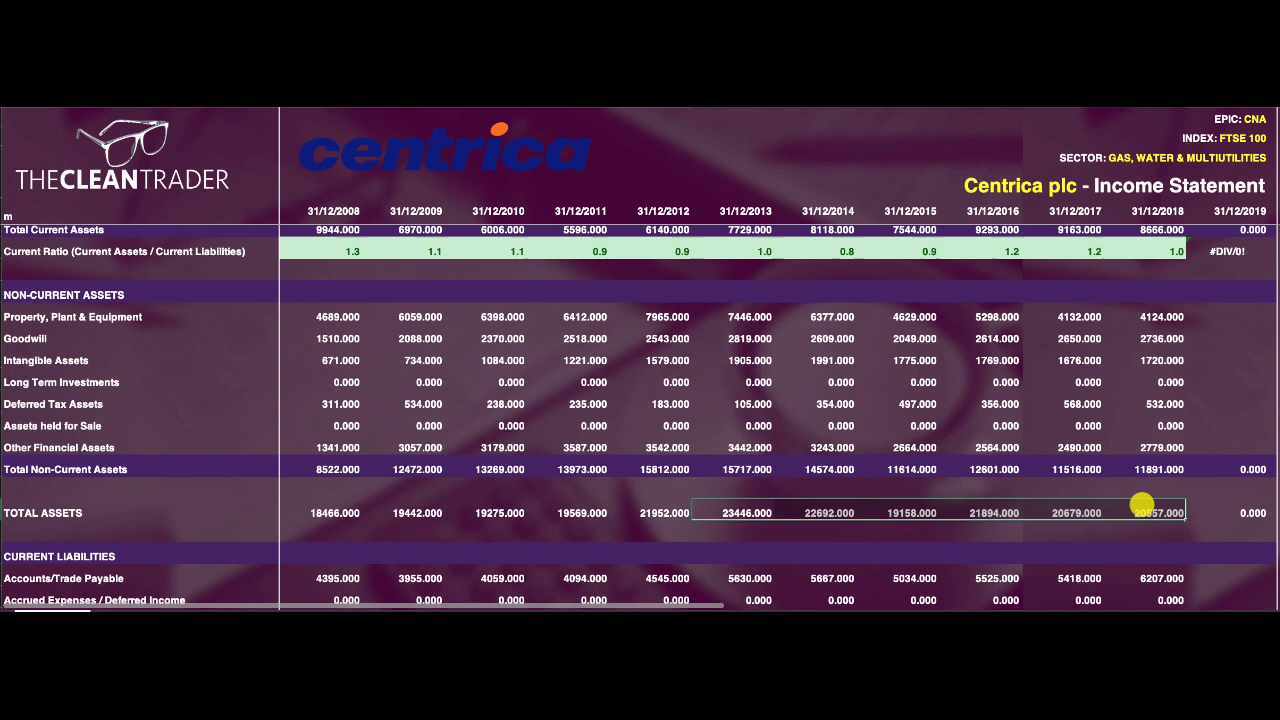 THECLEANTRADER
centrica
EPIC: CNA
INDEX: FTSE 100
SECTOR: GAS, WATER & MULTIUTILITIES
Centrica plc - Income Statement
m 31/12/2008 31/12/2009 31/12/2010 31/12/2011 31/12/2012 31/12/2013 31/12/2014 31/12/2015 31/12/2016 31/12/2017 31/12/2018 31/12/2019
Total Current Assets 9944.000 6970.000 6006.000 5596.000 6140.000 7729.000 8118.000 7544.000 9293.000 9163.000 8666.000 0.000
Current Ratio (Current Assets / Current Liabilities) 1.3 1.1 1.1 0.9 0.9 1.0 0.8 0.9 1.2 1.2 1.0 #DIV/0!
NON-CURRENT ASSETS
Property, Plant & Equipment 4689.000 6059.000 6398.000 6412.000 7965.000 7446.000 6377.000 4629.000 5298.000 4132.000 4124.000
Goodwill 1510.000 2088.000 2370.000 2518.000 2543.000 2819.000 2609.000 2049.000 2614.000 2650.000 2736.000
Intangible Assets 671.000 734.000 1084.000 1221.000 1579.000 1905.000 1991.000 1775.000 1769.000 1676.000 1720.000
Long Term Investments 0.000 0.000 0.000 0.000 0.000 0.000 0.000 0.000 0.000 0.000 0.000
Deferred Tax Assets 311.000 534.000 238.000 235.000 183.000 105.000 354.000 497.000 356.000 568.000 532.000
Assets held for Sale 0.000 0.000 0.000 0.000 0.000 0.000 0.000 0.000 0.000 0.000 0.000
Other Financial Assets 1341.000 3057.000 3179.000 3587.000 3542.000 3442.000 3243.000 2664.000 2564.000 2490.000 2779.000
Total Non-Current Assets 8522.000 12472.000 13269.000 13973.000 15812.000 15717.000 14574.000 11614.000 12601.000 11516.000 11891.000 0.000
TOTAL ASSETS 18466.000 19442.000 19275.000 19569.000 21952.000 23446.000 22692.000 19158.000 21894.000 20679.000 20557.000 0.000
CURRENT LIABILITIES
Accounts/Trade Payable 4395.000 3955.000 4059.000 4094.000 4545.000 5630.000 5667.000 5034.000 5525.000 5418.000 6207.000
Accrued Expenses / Deferred Income 0.000 0.000 0.000 0.000 0.000 0.000 0.000 0.000 0.000 0.000 0.000